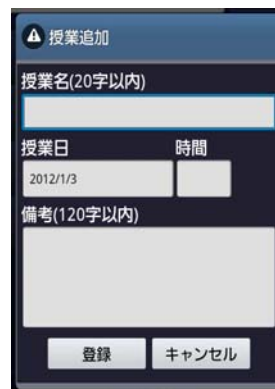 授業追加
授業名(20字以内)
授業日 時間
2012/1/3
備考(120字以内)
登録 キャンセル